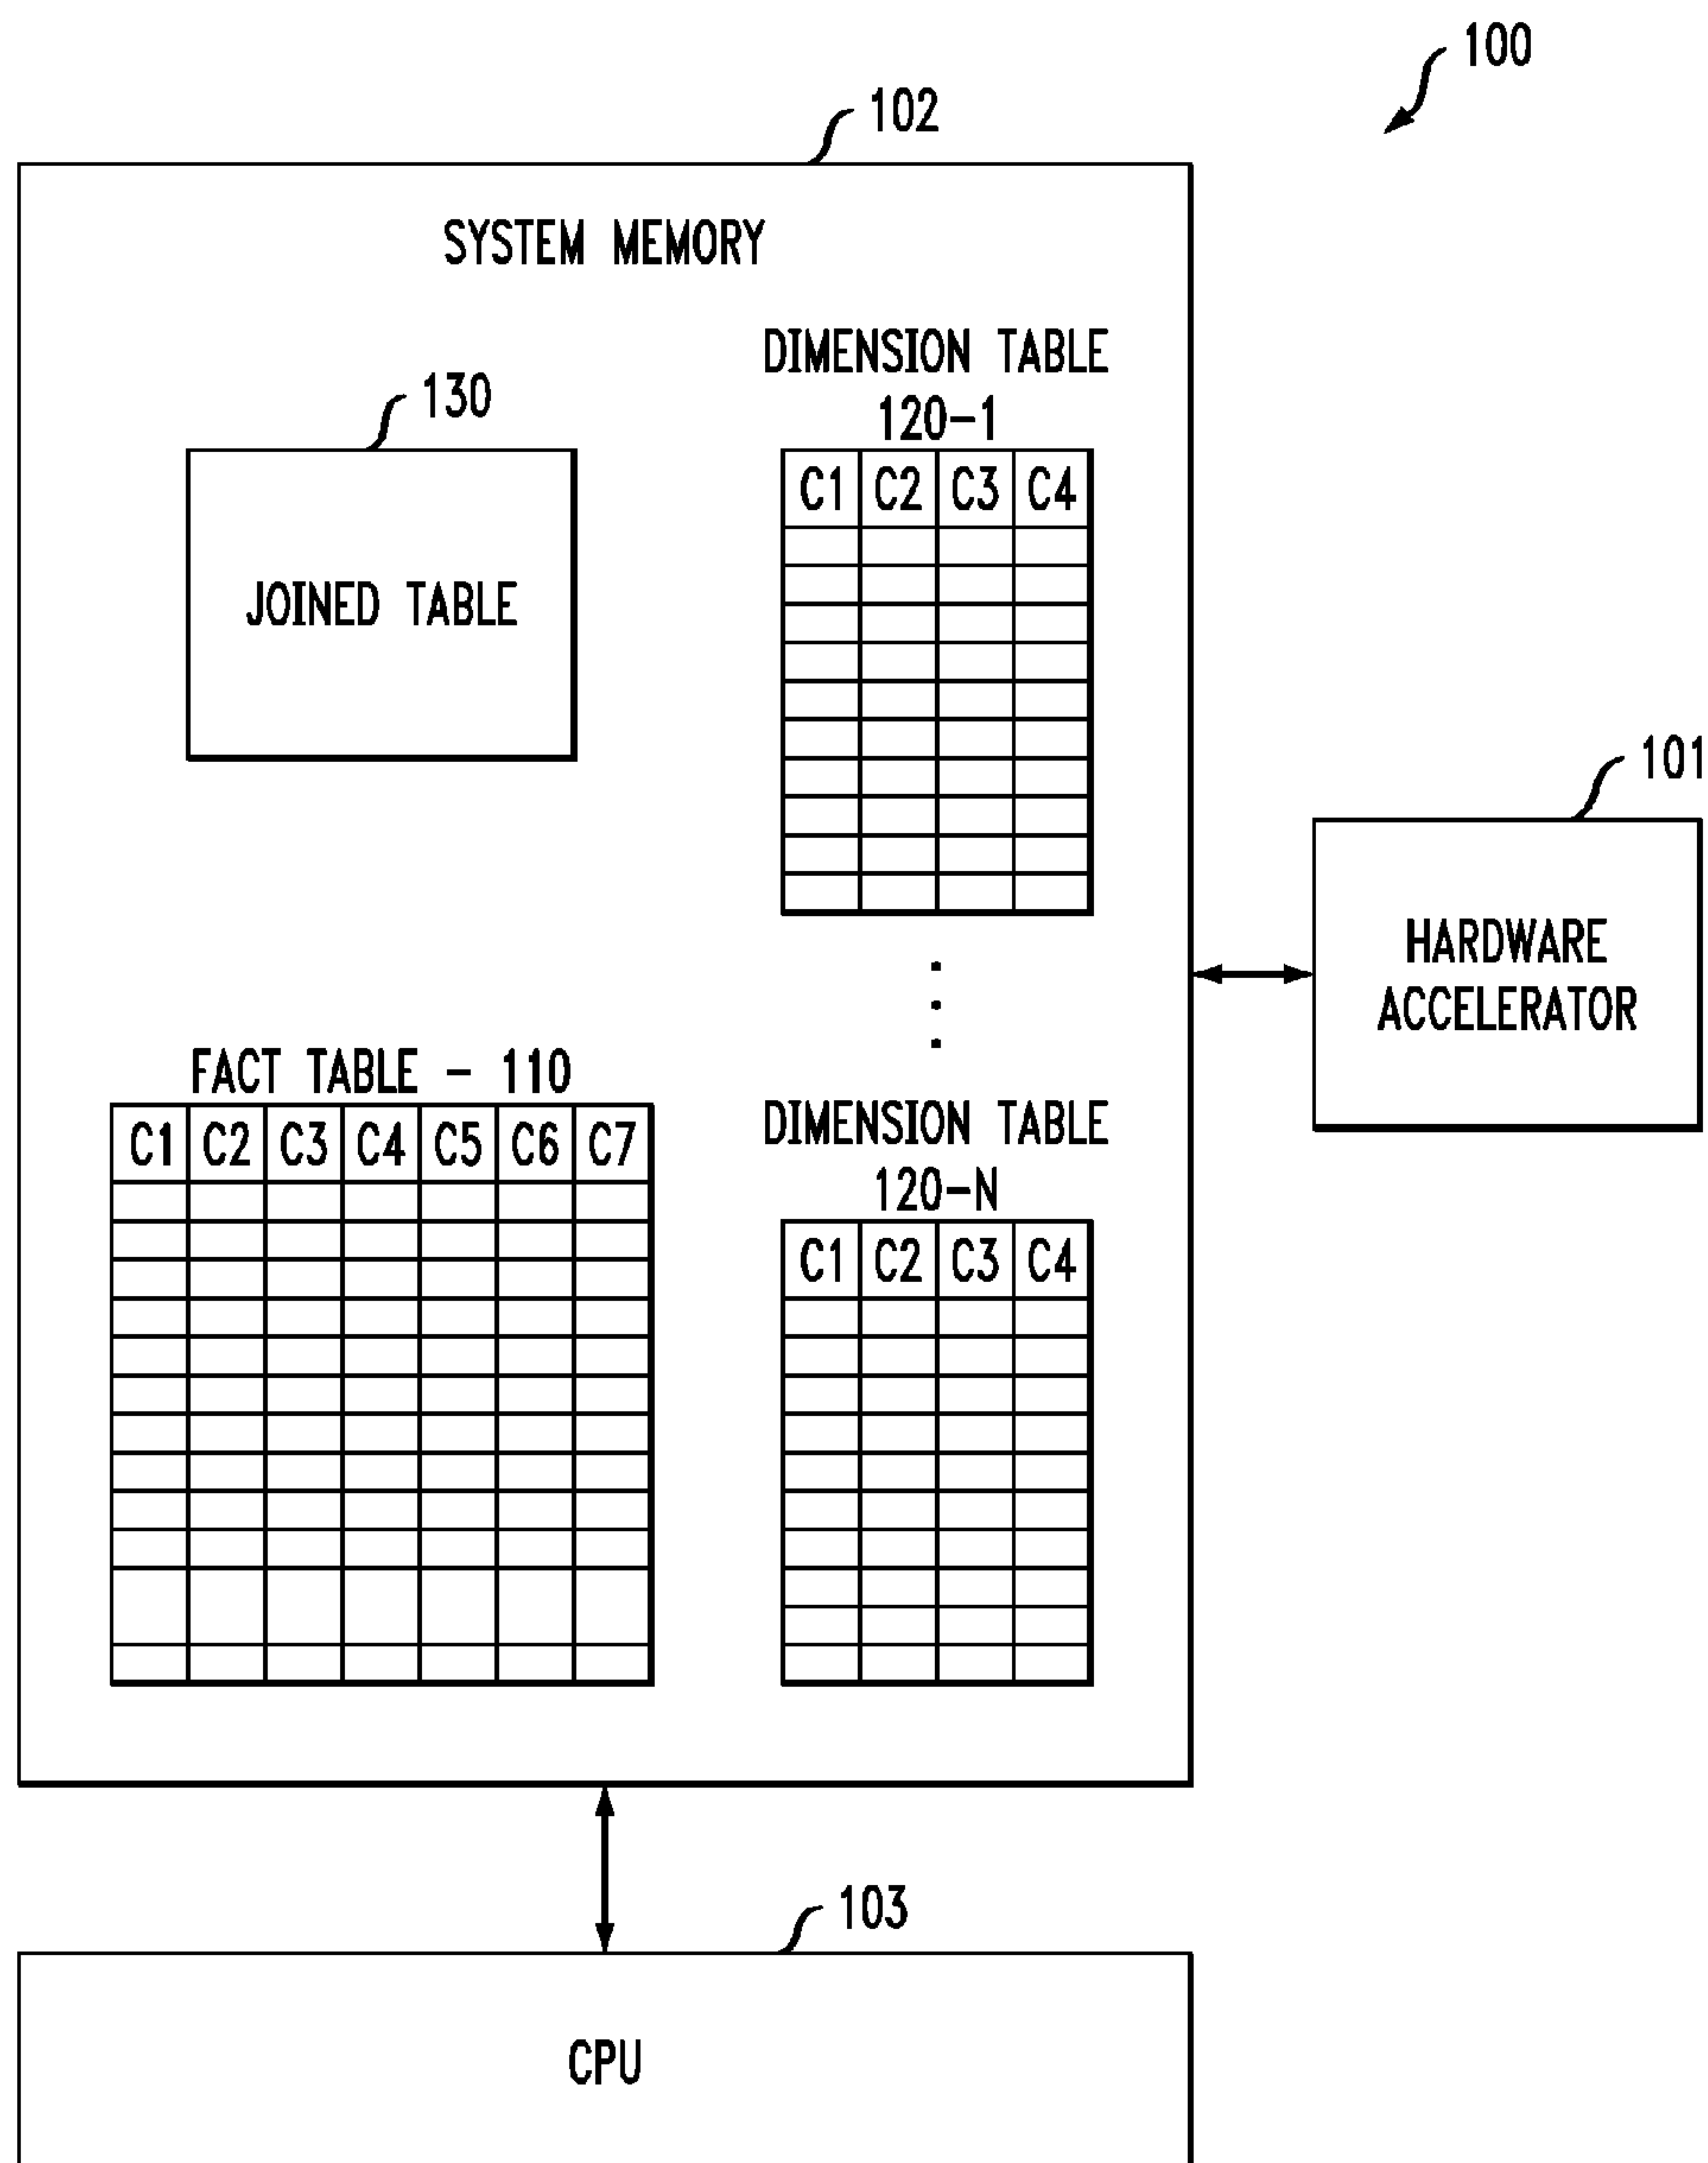 100
102
SYSTEM MEMORY
DIMENSION TABLE
120-1
130
C1 C2 C3 C4
JOINED TABLE
101
HARDWARE
ACCELERATOR
FACT TABLE - 110
C1 C2 C3 C4 C5 C6 C7
DIMENSION TABLE
120-N
C1 C2 C3 C4
103
CPU